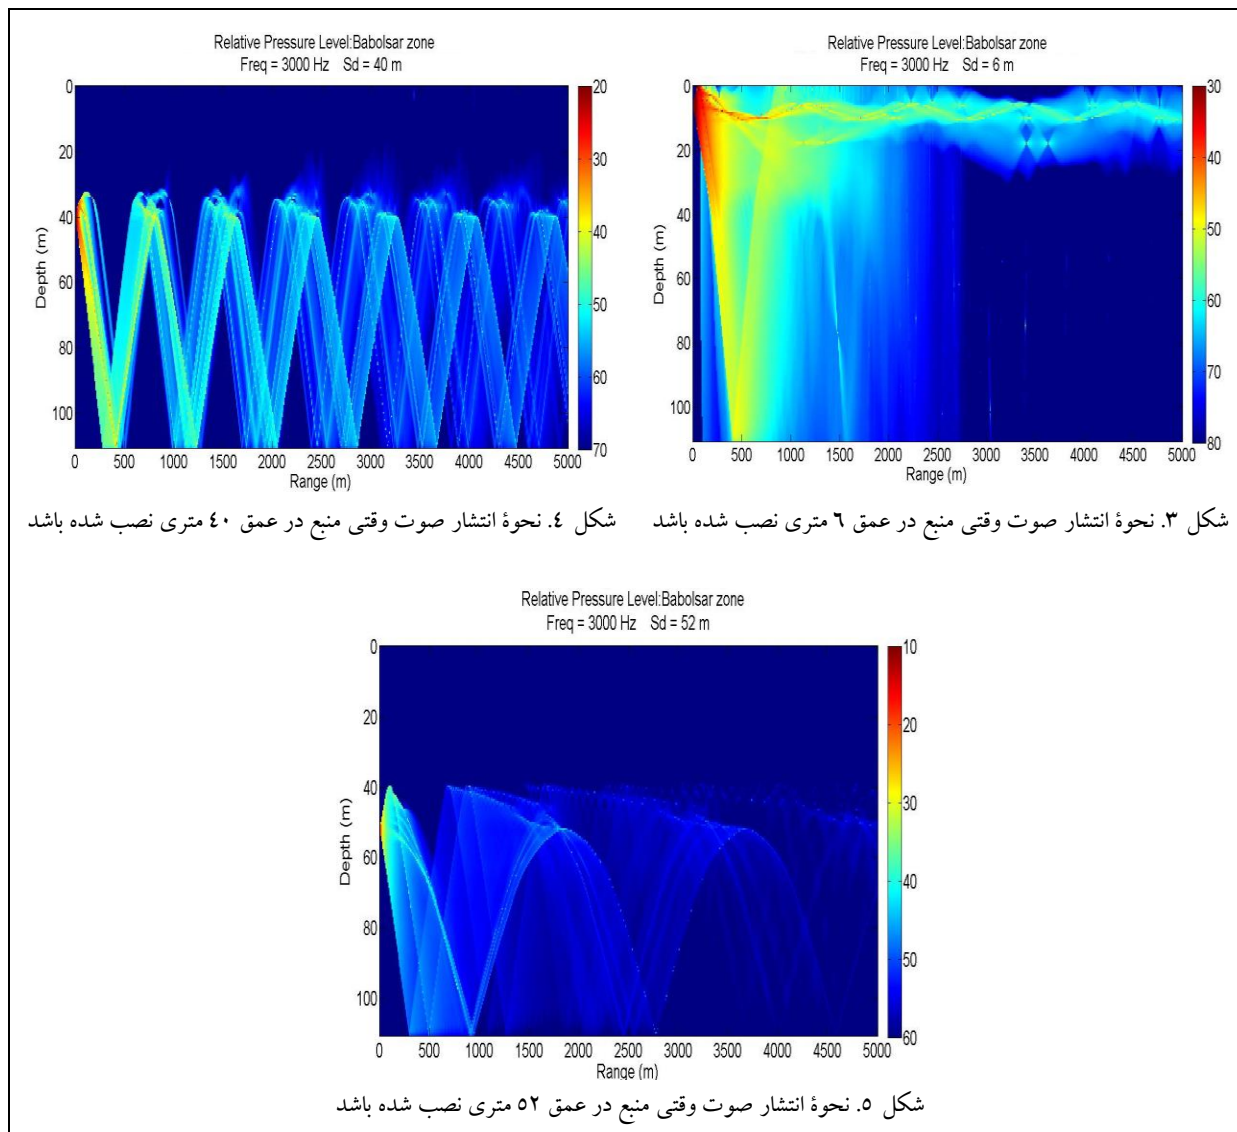 Relative Pressure Level:Babolsar zone
Freq = 3000 Hz Sd = 40 m
0
20
40
60
80
100
Depth (m)
0 500 1000 1500 2000 2500 3000 3500 4000 4500 5000
Range (m)
20
30
40
50
60
70
شکل ٤. نحوۀ انتشار صوت وقتی منبع در عمق ٤٠ متری نصب شده باشد
Relative Pressure Level:Babolsar zone
Freq = 3000 Hz Sd = 6 m
0
20
40
60
80
100
Depth (m)
0 500 1000 1500 2000 2500 3000 3500 4000 4500 5000
Range (m)
30
40
50
60
70
80
شکل ٣. نحوۀ انتشار صوت وقتی منبع در عمق ٦ متری نصب شده باشد
Relative Pressure Level:Babolsar zone
Freq = 3000 Hz Sd = 52 m
0
20
40
60
80
100
Depth (m)
0 500 1000 1500 2000 2500 3000 3500 4000 4500 5000
Range (m)
10
20
30
40
50
60
شکل ٥. نحوۀ انتشار صوت وقتی منبع در عمق ٥٢ متری نصب شده باشد